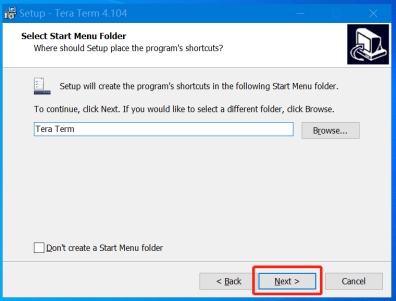 Setup - Tera Term 4.104
Select Start Menu Folder
Where should Setup place the program's shortcuts?
Setup will create the program's shortcuts in the following Start Menu folder.
To continue, click Next. If you would like to select a different folder, click Browse.
Tera Term
Browse...
Don't create a Start Menu folder
< Back
Next >
Cancel